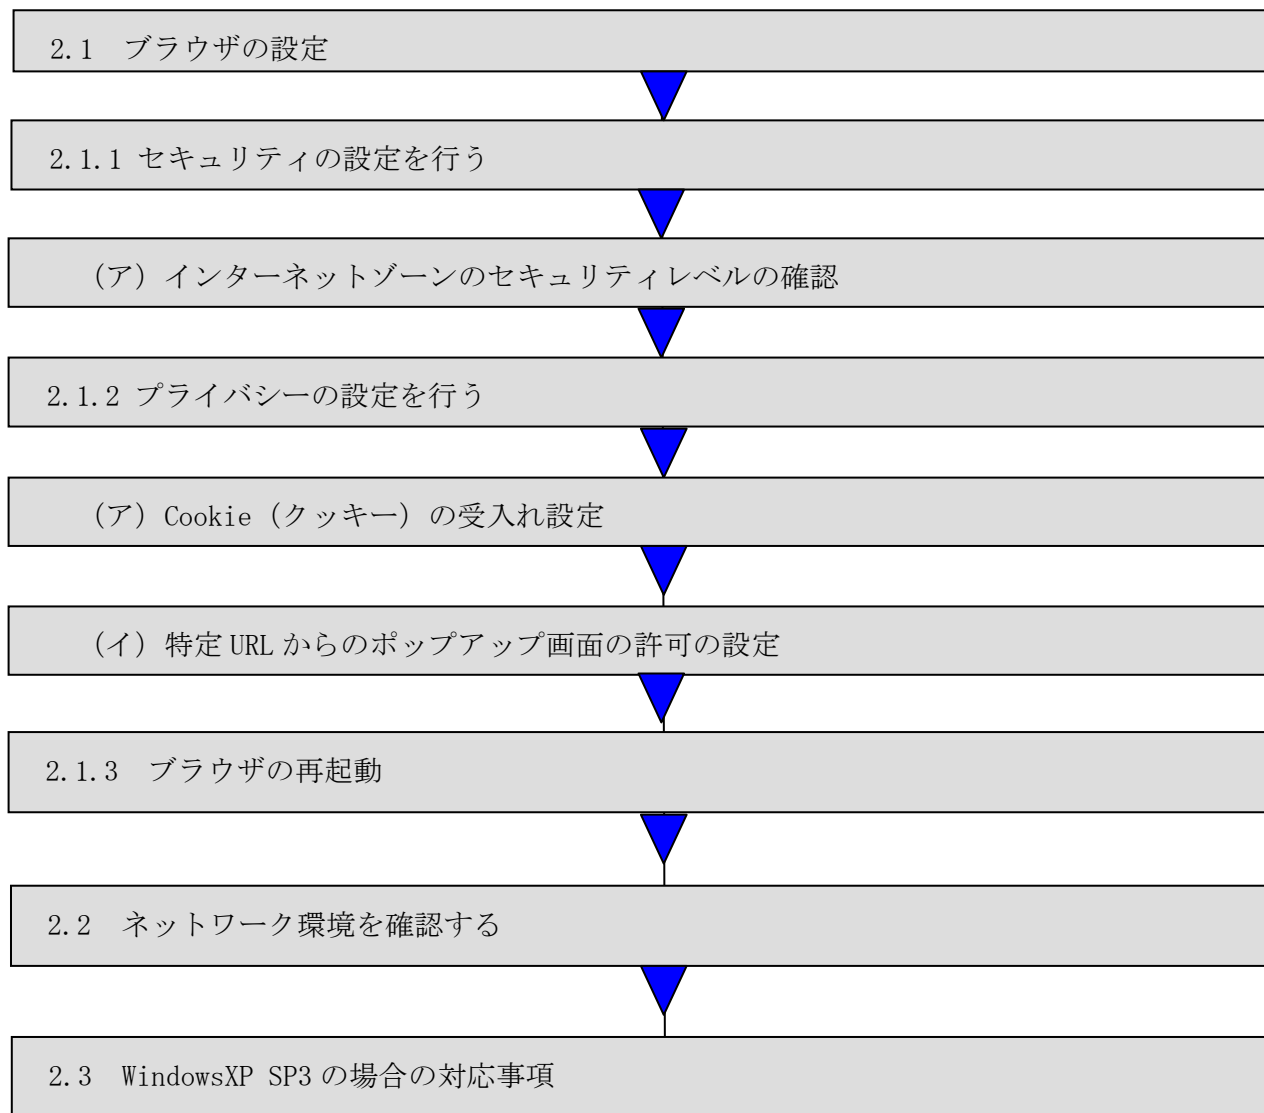 2.1　ブラウザの設定
2.1.1 セキュリティの設定を行う
（ア）インターネットゾーンのセキュリティレベルの確認
2.1.2 プライバシーの設定を行う
（ア）Cookie（クッキー）の受入れ設定
（イ）特定 URL からのポップアップ画面の許可の設定
2.1.3　ブラウザの再起動
2.2　ネットワーク環境を確認する
2.3　WindowsXP SP3 の場合の対応事項